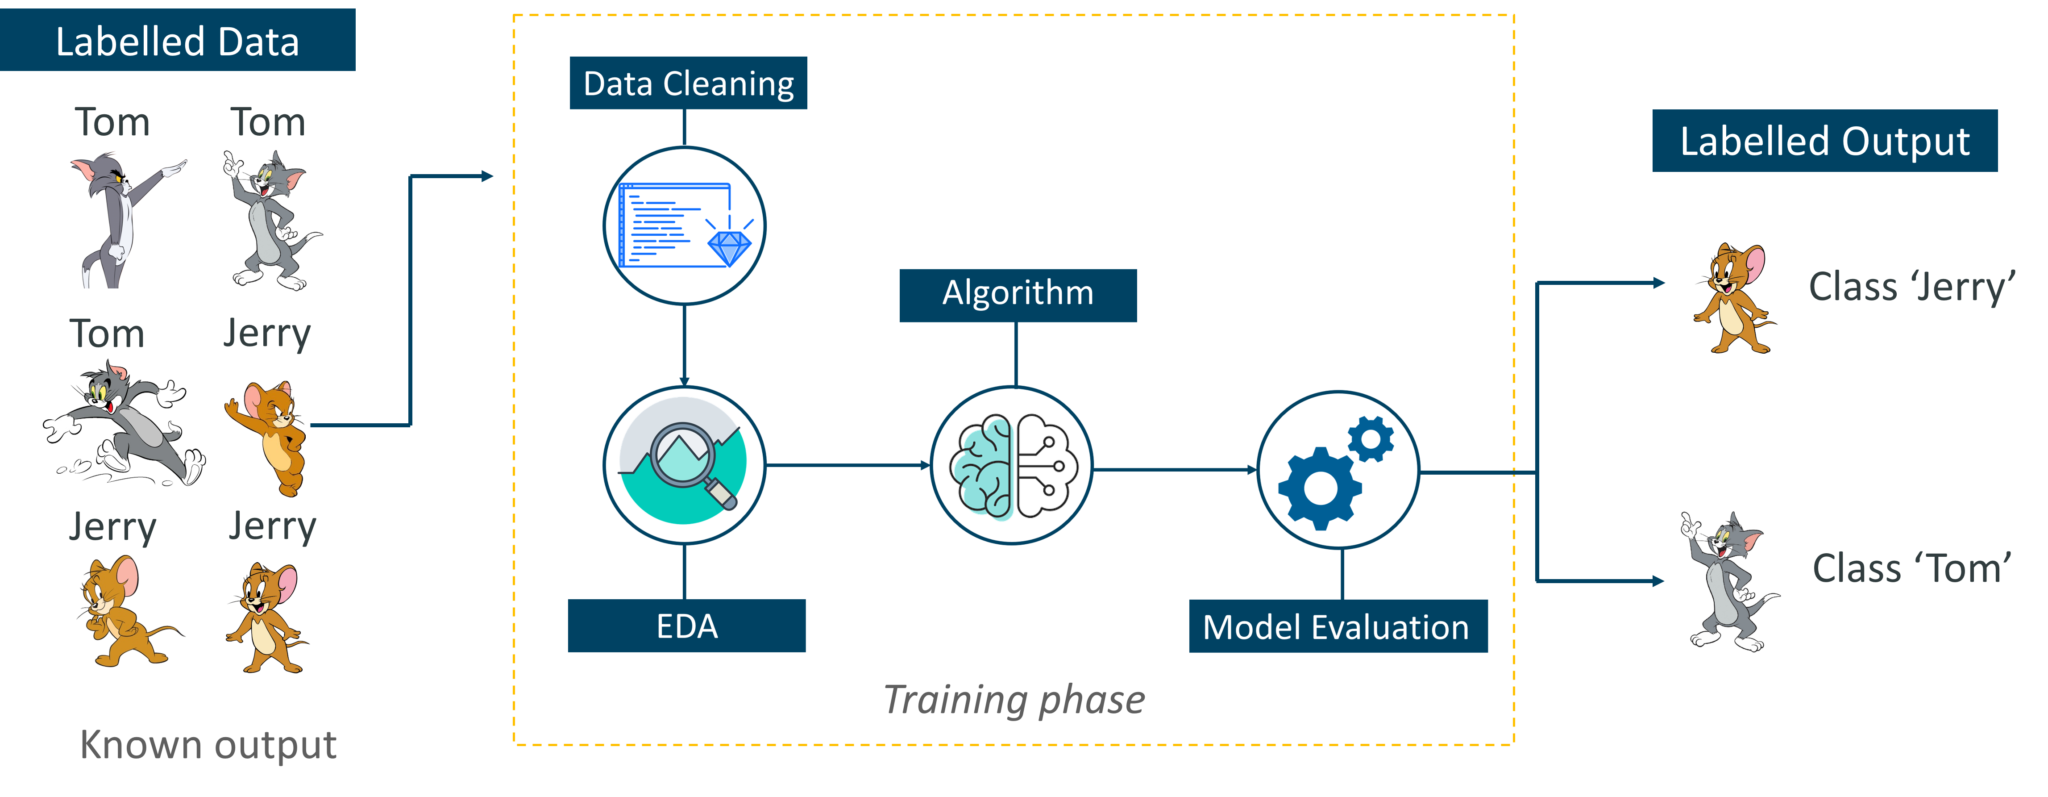 Labelled Data
Tom
Tom
Tom
Jerry
Jerry
Jerry
Known output
Data Cleaning
EDA
Algorithm
Model Evaluation
Training phase
Labelled Output
Class ‘Jerry’
Class ‘Tom’